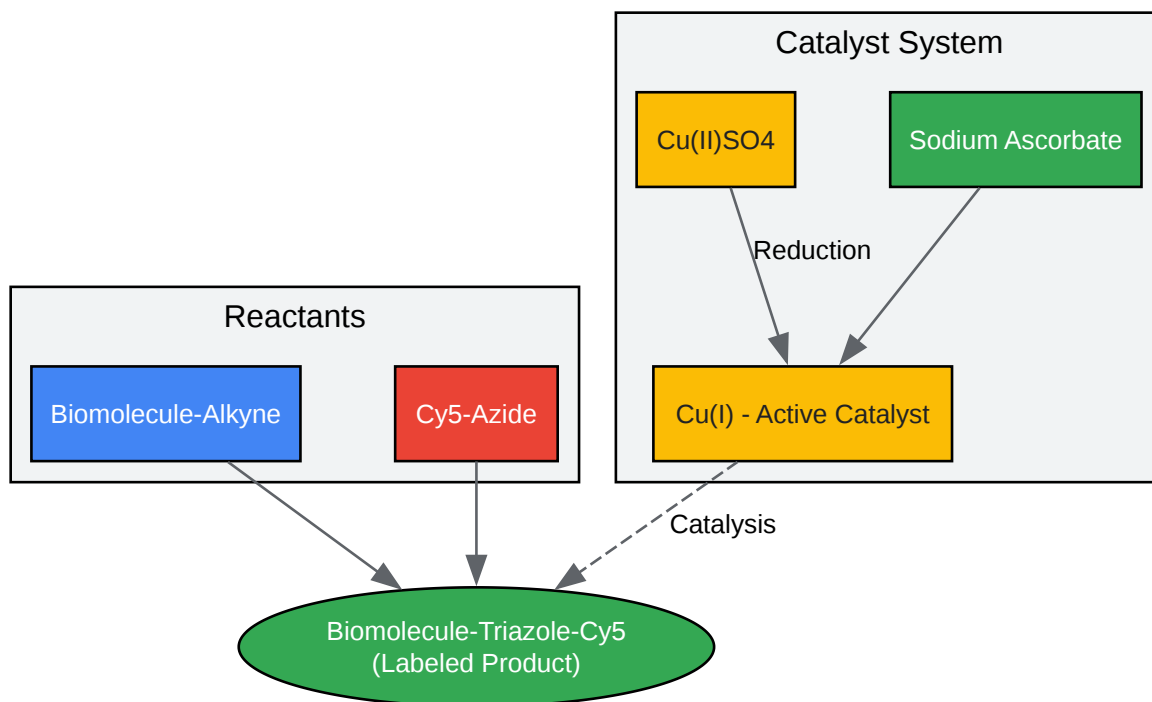 Catalyst System
Cu(II)SO4
Sodium Ascorbate
Reduction
Reactants
Biomolecule-Alkyne
Cy5-Azide
Cu(I) - Active Catalyst
Catalysis
Biomolecule-Triazole-Cy5
(Labeled Product)